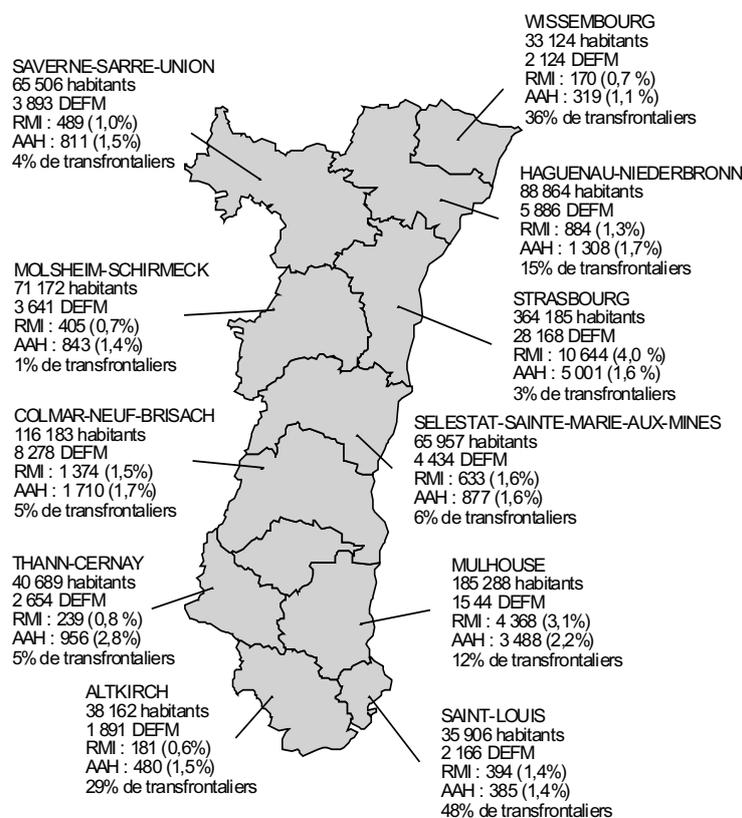 WISSEMBOURG
33 124 habitants
2 124 DEFM
RMI : 170 (0,7 %)
AAH : 319 (1,1 %)
36% de transfrontaliers
SAVERNE-SARRE-UNION
65 506 habitants
3 893 DEFM
RMI : 489 (1,0%)
AAH : 811 (1,5%)
4% de transfrontaliers
HAGUENAU-NIEDERBRONN
88 864 habitants
5 886 DEFM
RMI : 884 (1,3%)
AAH : 1 308 (1,7%)
15% de transfrontaliers
MOLSHEIM-SCHIRMECK
71 172 habitants
3 641 DEFM
RMI : 405 (0,7%)
AAH : 843 (1,4%)
1% de transfrontaliers
STRASBOURG
364 185 habitants
28 168 DEFM
RMI : 10 644 (4,0 %)
AAH : 5 001 (1,6 %)
3% de transfrontaliers
COLMAR-NEUF-BRISACH
116 183 habitants
8 278 DEFM
RMI : 1 374 (1,5%)
AAH : 1 710 (1,7%)
5% de transfrontaliers
SELESTAT-SAINTE-MARIE-AUX-MINES
65 957 habitants
4 434 DEFM
RMI : 633 (1,6%)
AAH : 877 (1,6%)
6% de transfrontaliers
THANN-CERNAY
40 689 habitants
2 654 DEFM
RMI : 239 (0,8 %)
AAH : 956 (2,8%)
5% de transfrontaliers
MULHOUSE
185 288 habitants
15 44 DEFM
RMI : 4 368 (3,1%)
AAH : 3 488 (2,2%)
12% de transfrontaliers
ALTKIRCH
38 162 habitants
1 891 DEFM
RMI : 181 (0,6%)
AAH : 480 (1,5%)
29% de transfrontaliers
SAINT-LOUIS
35 906 habitants
2 166 DEFM
RMI : 394 (1,4%)
AAH : 385 (1,4%)
48% de transfrontaliers